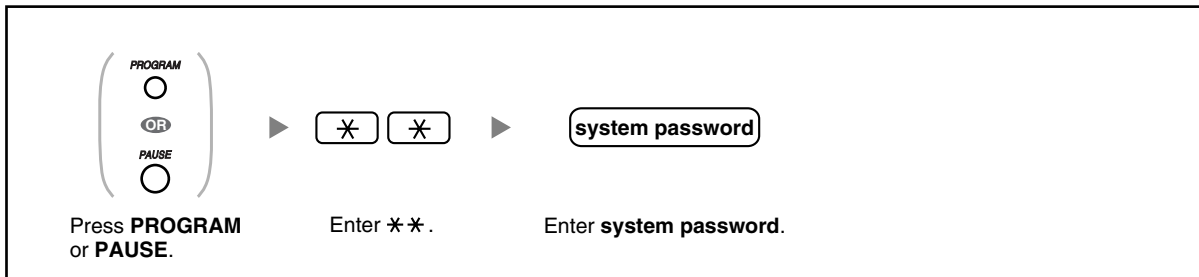 PROGRAM
OR
PAUSE
✳ ✳
system password
Press PROGRAM
or PAUSE.
Enter ✳✳.
Enter system password.